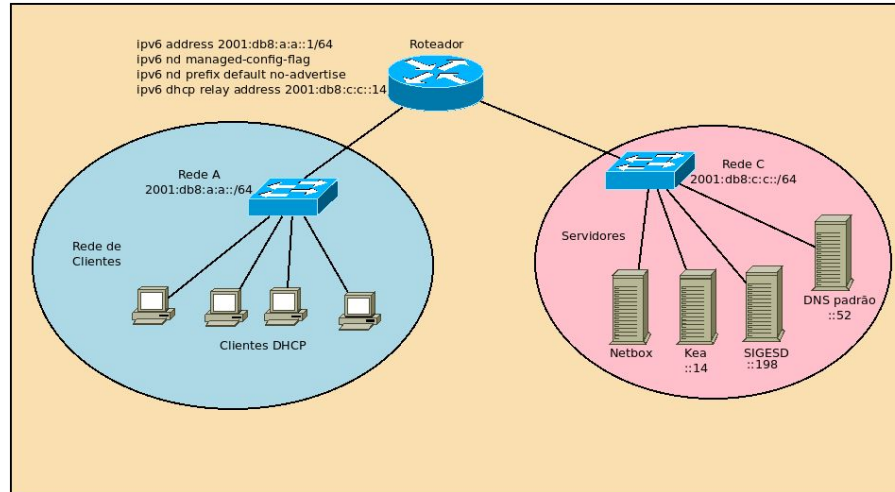 ipv6 address 2001:db8:a:a::1/64
ipv6 nd managed-config-flag
ipv6 nd prefix default no-advertise
ipv6 dhcp relay address 2001:db8:c:c::14
Roteador
Rede A
2001:db8:a:a::/64
Rede de
Clientes
Clientes DHCP
Rede C
2001:db8:c:c::/64
Servidores
DNS padrão
::52
Netbox
Kea
::14
SIGESD
::198